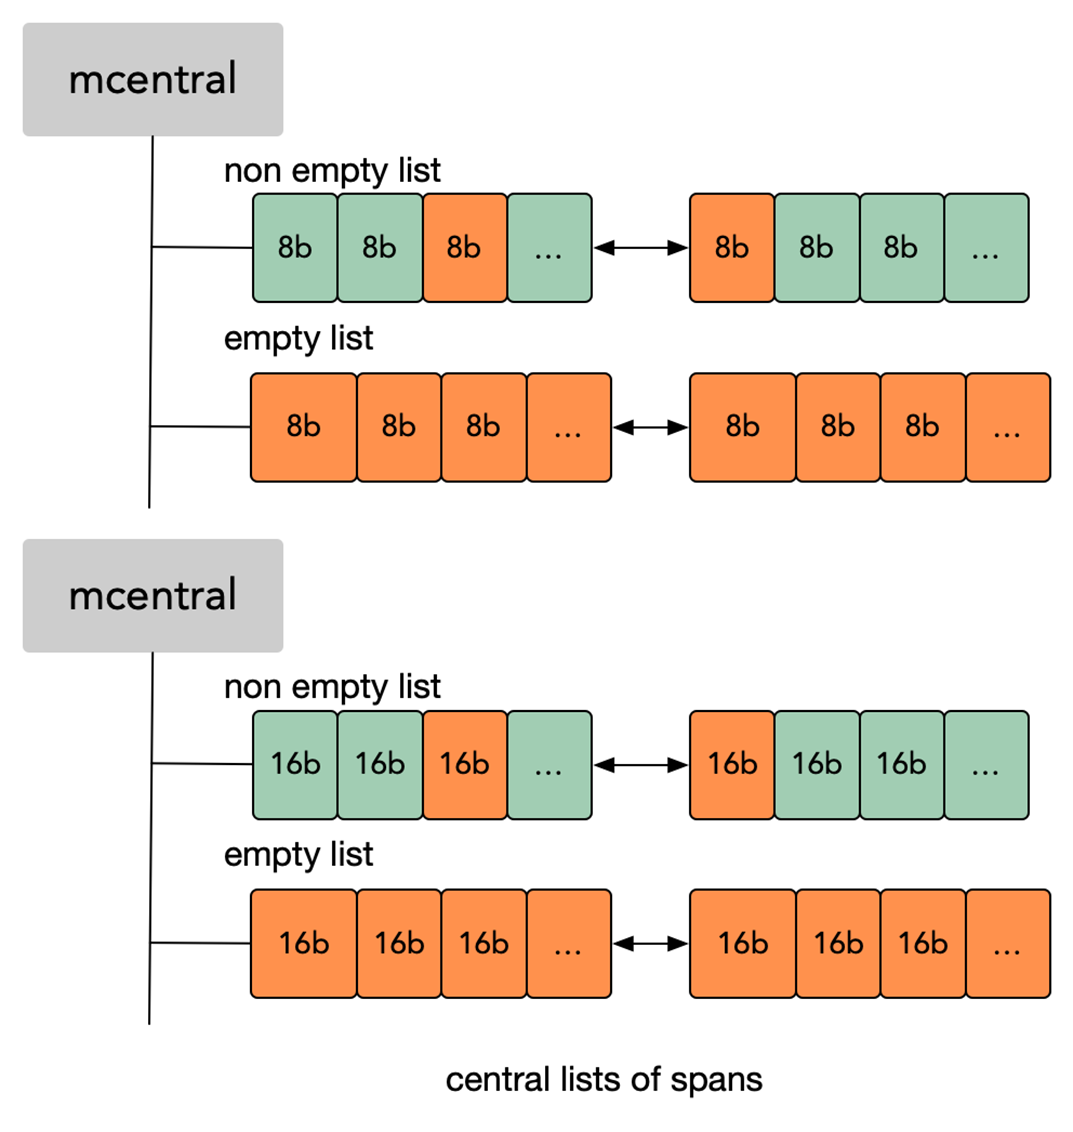 mcentral
non empty list
8b 8b 8b ... 8b 8b 8b ...
empty list
8b 8b 8b ... 8b 8b 8b ...
mcentral
non empty list
16b 16b 16b ... 16b 16b 16b ...
empty list
16b 16b 16b ... 16b 16b 16b ...
central lists of spans